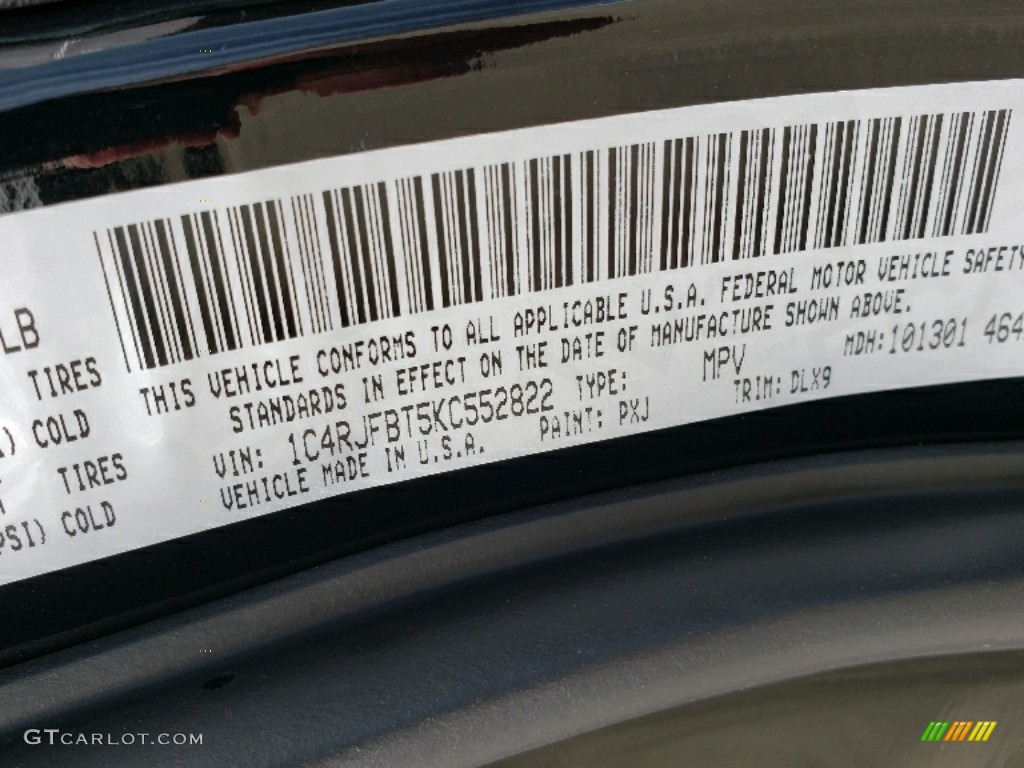 LB
TIRES
COLD
TIRES
PSI) COLD
THIS VEHICLE CONFORMS TO ALL APPLICABLE U.S.A. FEDERAL MOTOR VEHICLE SAFETY
STANDARDS IN EFFECT ON THE DATE OF MANUFACTURE SHOWN ABOVE.
VIN: 1C4RJFBT5KC552822 TYPE: MPV MDH:101301 464
VEHICLE MADE IN U.S.A. PAINT: PXJ TRIM: DLX9
GTCARLOT.COM